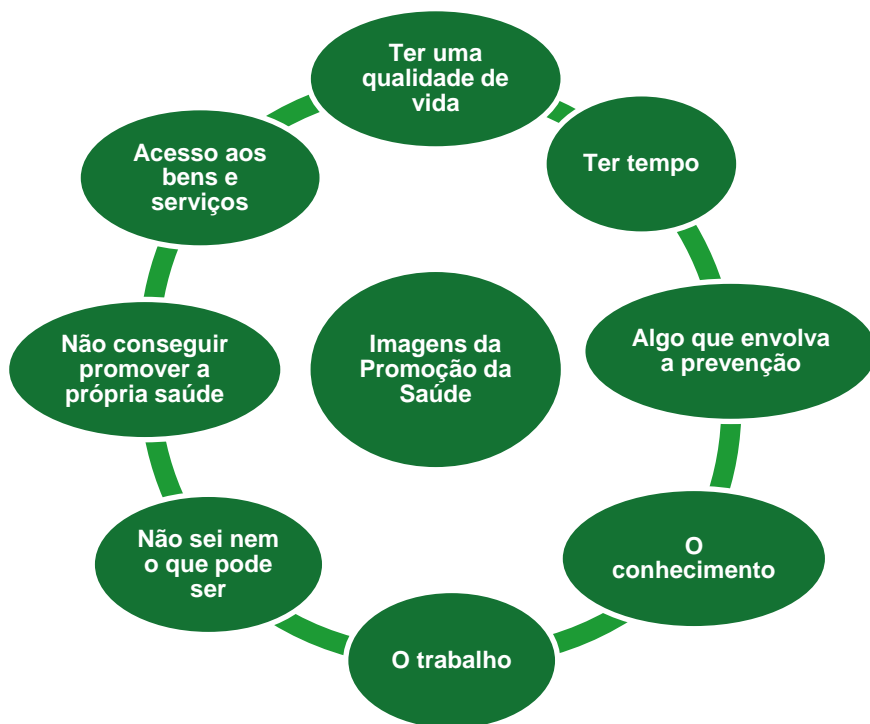 Ter uma
qualidade de
vida
Ter tempo
Algo que envolva
a prevenção
O
conhecimento
O trabalho
Não sei nem
o que pode
ser
Não conseguir
promover a
própria saúde
Acesso aos
bens e
serviços
Imagens da
Promoção da
Saúde